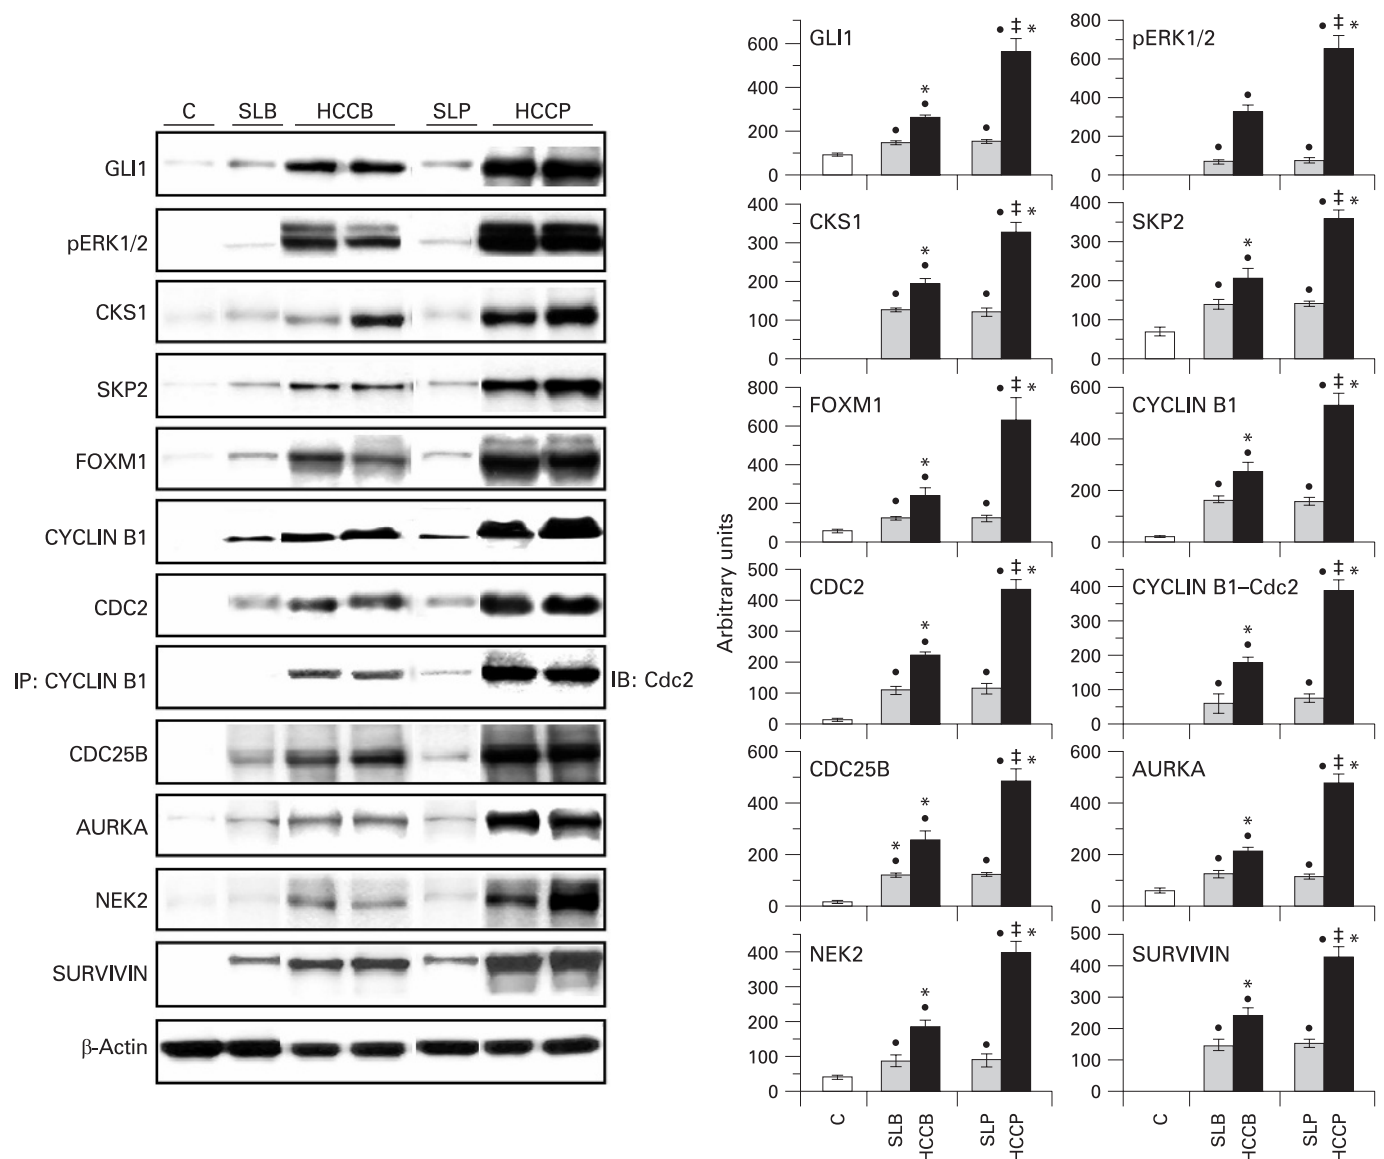 C SLB HCCB SLP HCCP
GLI1
pERK1/2
CKS1
SKP2
FOXM1
CYCLIN B1
CDC2
IP: CYCLIN B1 IB: Cdc2
CDC25B
AURKA
NEK2
SURVIVIN
β-Actin
Arbitrary units
GLI1
600
400
200
0
• • * • ‡ *
•
pERK1/2
800
600
400
200
0
• • • • ‡ *
CKS1
400
300
200
100
0
• * • • • ‡ *
SKP2
400
300
200
100
0
• * • • • ‡ *
FOXM1
800
600
400
200
0
• * • • • ‡ *
CYCLIN B1
600
400
200
0
• * • • • ‡ *
CDC2
500
400
300
200
100
0
• * • • • ‡ *
CYCLIN B1–Cdc2
400
300
200
100
0
• * • • • ‡ *
CDC25B
600
400
200
0
* • * • • • ‡ *
AURKA
600
400
200
0
• * • • • ‡ *
NEK2
400
300
200
100
0
• * • • • ‡ *
SURVIVIN
500
400
300
200
100
0
• * • • • ‡ *
C SLB HCCB SLP HCCP
C SLB HCCB SLP HCCP